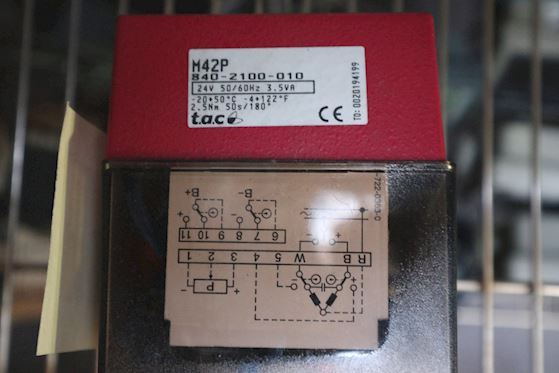 M42P
840-2100-010
24V 50/60Hz 3.5VA
-20+50°C -4+122°F
2.5Nm 50s/180°
t.a.c
CE
TD: 0020194199
B- B-
+ - +
11 10 9 8 7 6
1 2 3 4 5 W B R
P
- +